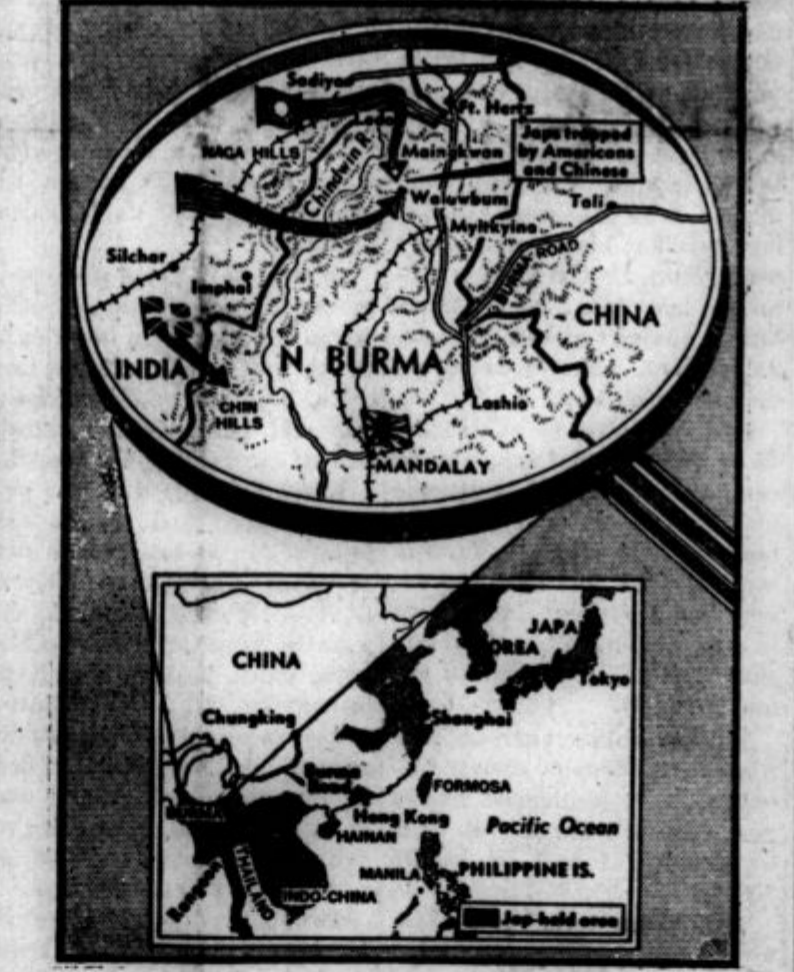 Sadiya
Ft. Hertz
Ledo
NAGA HILLS
Chindwin R.
Maingkwan
Japs trapped
by Americans
and Chinese
Walawbum
Tali
Myitkyina
Silchar
BURMA ROAD
Imphal
CHINA
INDIA
N. BURMA
CHIN
HILLS
Lashio
MANDALAY
JAPAN
KOREA
CHINA
Tokyo
Chungking
Shanghai
Burma
Road
FORMOSA
BURMA
Hong Kong
HAINAN
Pacific Ocean
MANILA
PHILIPPINE IS.
Rangoon
THAILAND
INDO-CHINA
Jap-held area